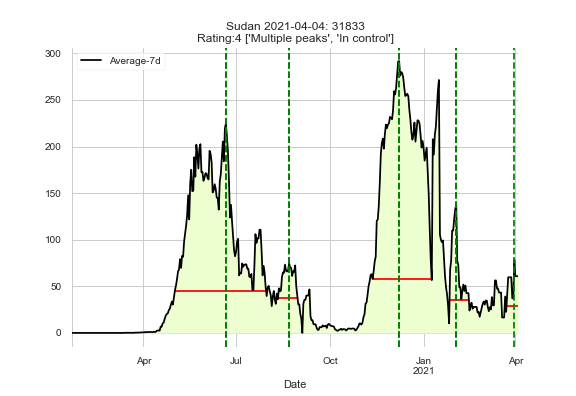 Sudan 2021-04-04: 31833
Rating:4 ['Multiple peaks', 'In control']
300
250
200
150
100
50
0
Average-7d
Apr
Jul
Oct
Jan
2021
Apr
Date